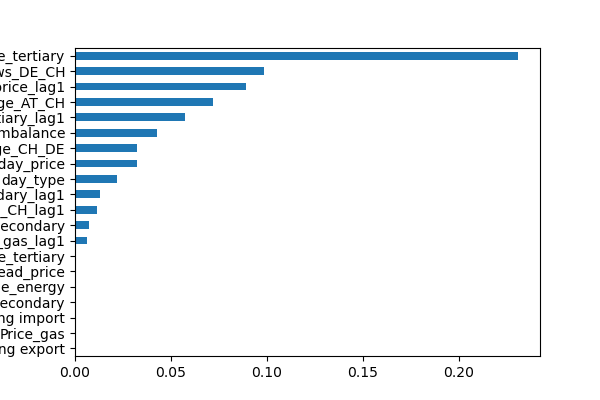 e_tertiary
ws_DE_CH
price_lag1
ge_AT_CH
tiary_lag1
mbalance
ge_CH_DE
day_price
day_type
dary_lag1
_CH_lag1
econdary
_gas_lag1
e_tertiary
ead_price
e_energy
econdary
ng import
Price_gas
ng export
0.00 0.05 0.10 0.15 0.20